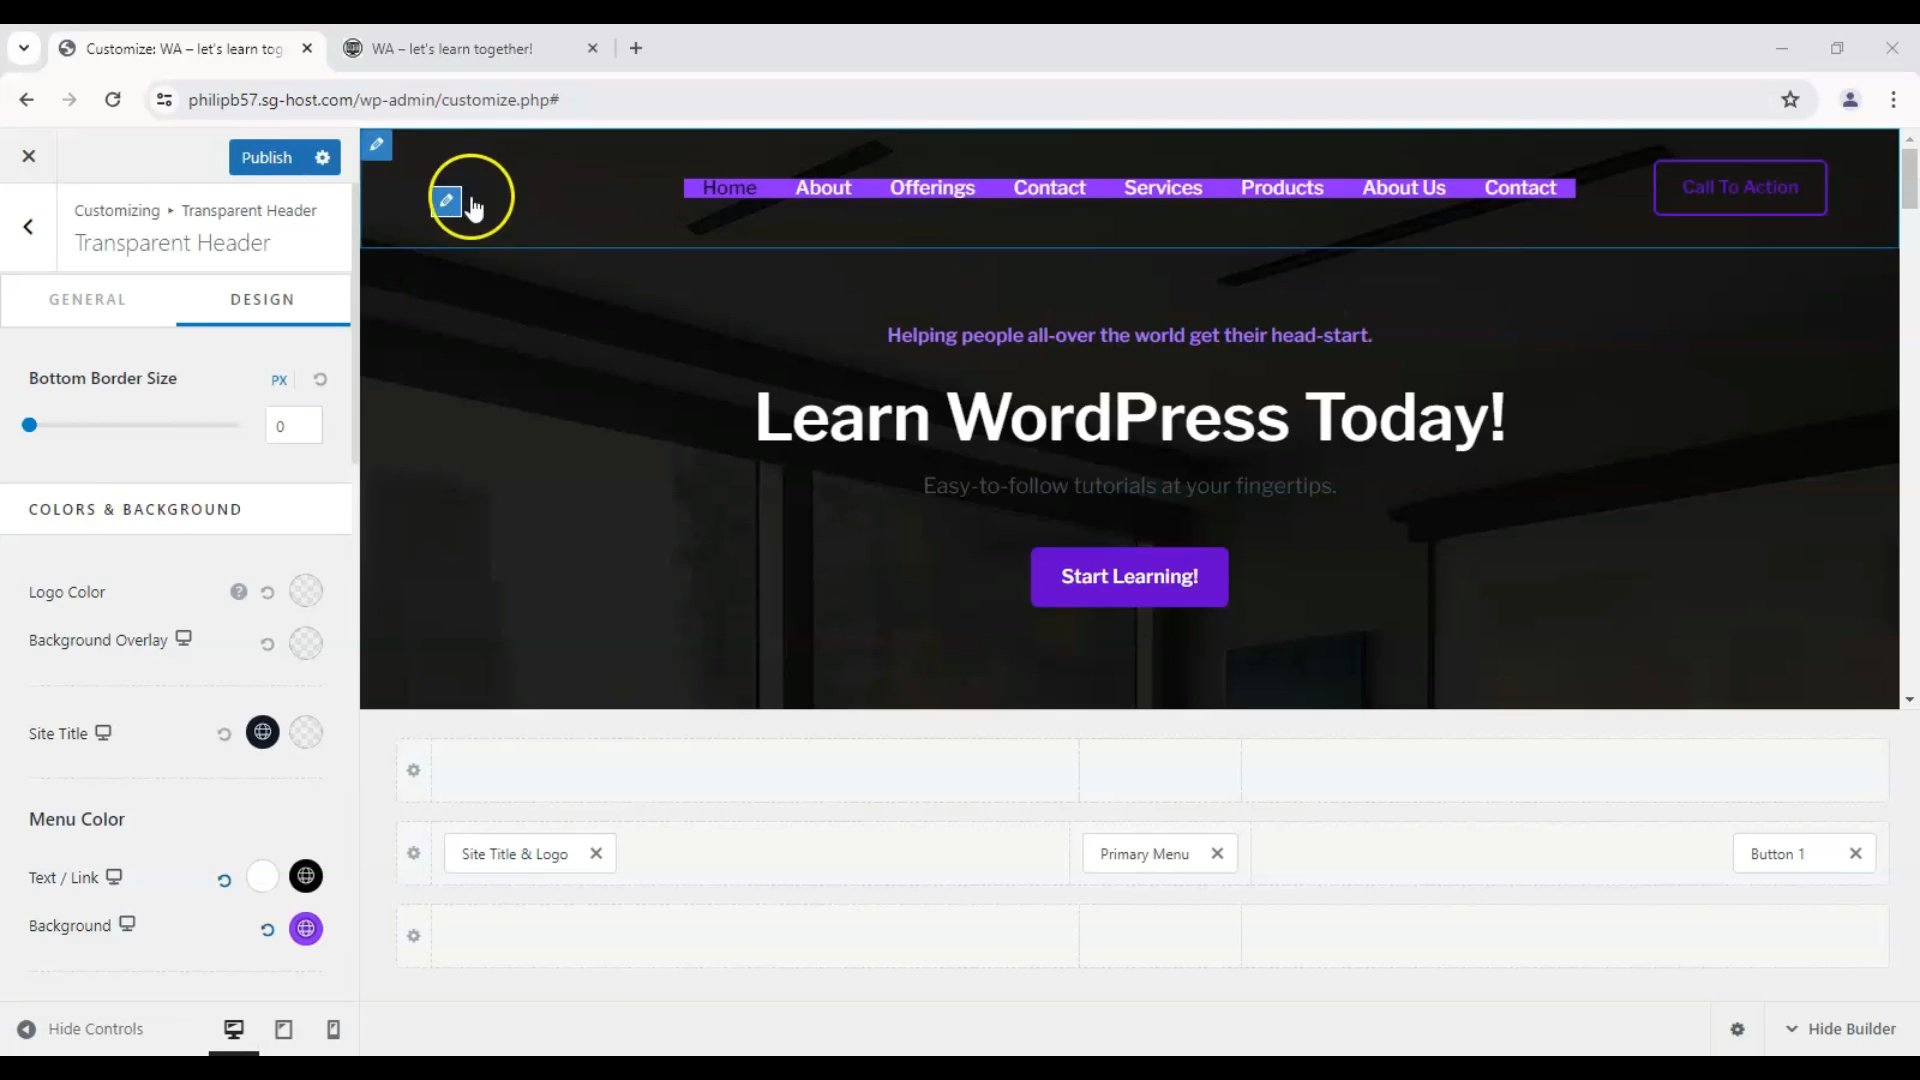 Customize: WA – let's learn tog
WA – let's learn together!
philipb57.sg-host.com/wp-admin/customize.php#
Publish
Customizing ▸ Transparent Header
Transparent Header
GENERAL
DESIGN
Bottom Border Size
PX
0
COLORS & BACKGROUND
Logo Color
Background Overlay
Site Title
Menu Color
Text / Link
Background
Hide Controls
Home
About
Offerings
Contact
Services
Products
About Us
Contact
Call To Action
Helping people all-over the world get their head-start.
Learn WordPress Today!
Easy-to-follow tutorials at your fingertips.
Start Learning!
Site Title & Logo
Primary Menu
Button 1
Hide Builder